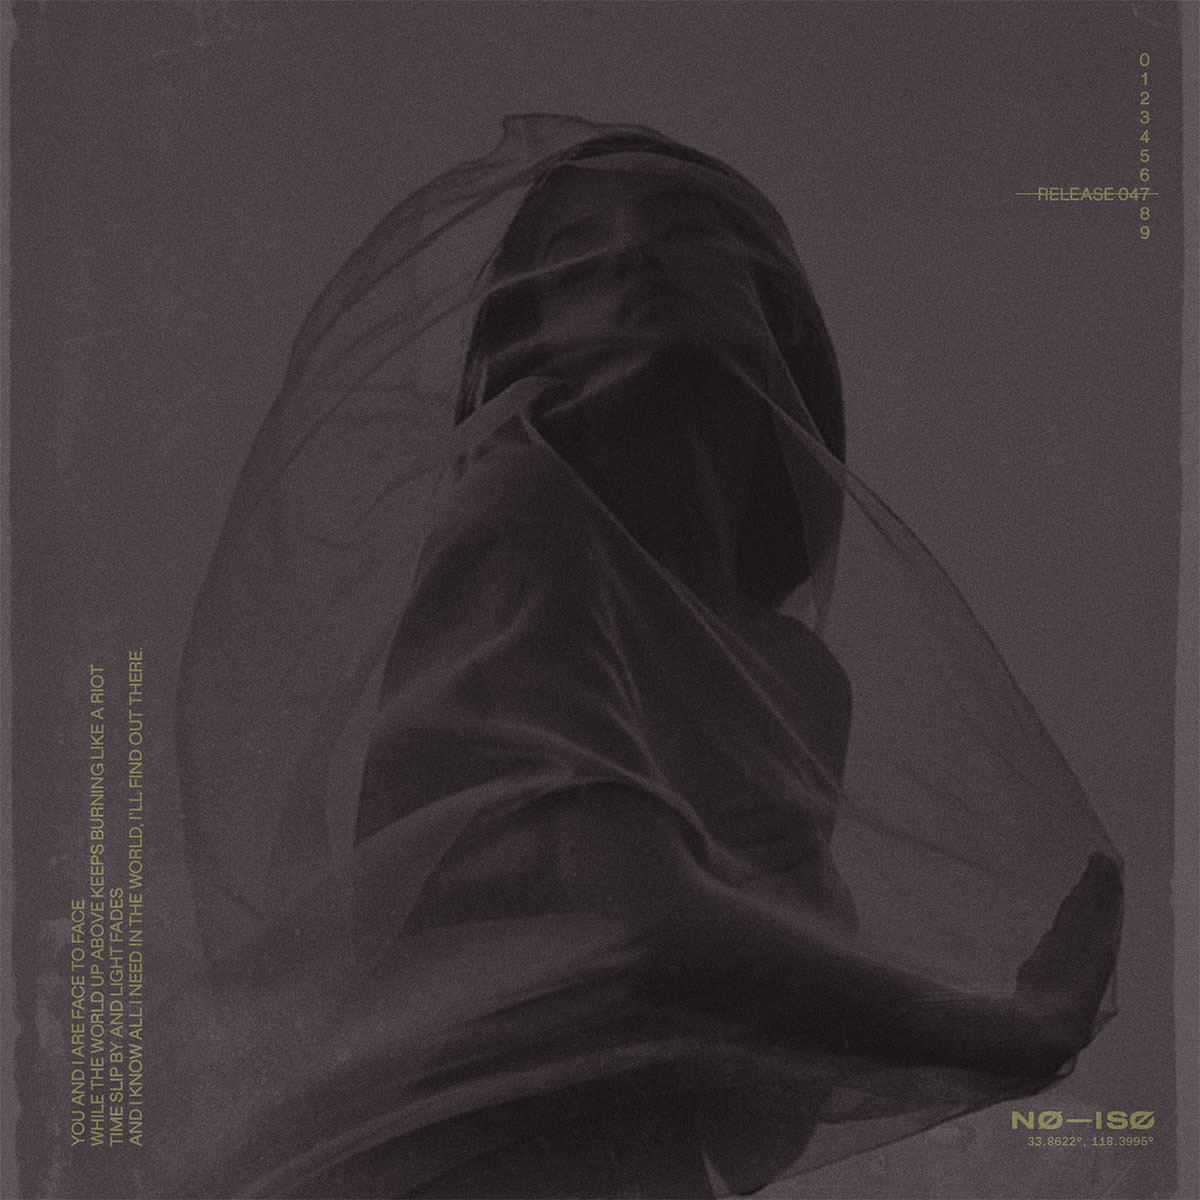 0
1
2
3
4
5
6
RELEASE 047
8
9
YOU AND I ARE FACE TO FACE
WHILE THE WORLD UP ABOVE KEEPS BURNING LIKE A RIOT
TIME SLIP BY AND LIGHT FADES
AND I KNOW ALL I NEED IN THE WORLD, I'LL FIND OUT THERE.
NØ—ISØ
33.8622°, 118.3995°